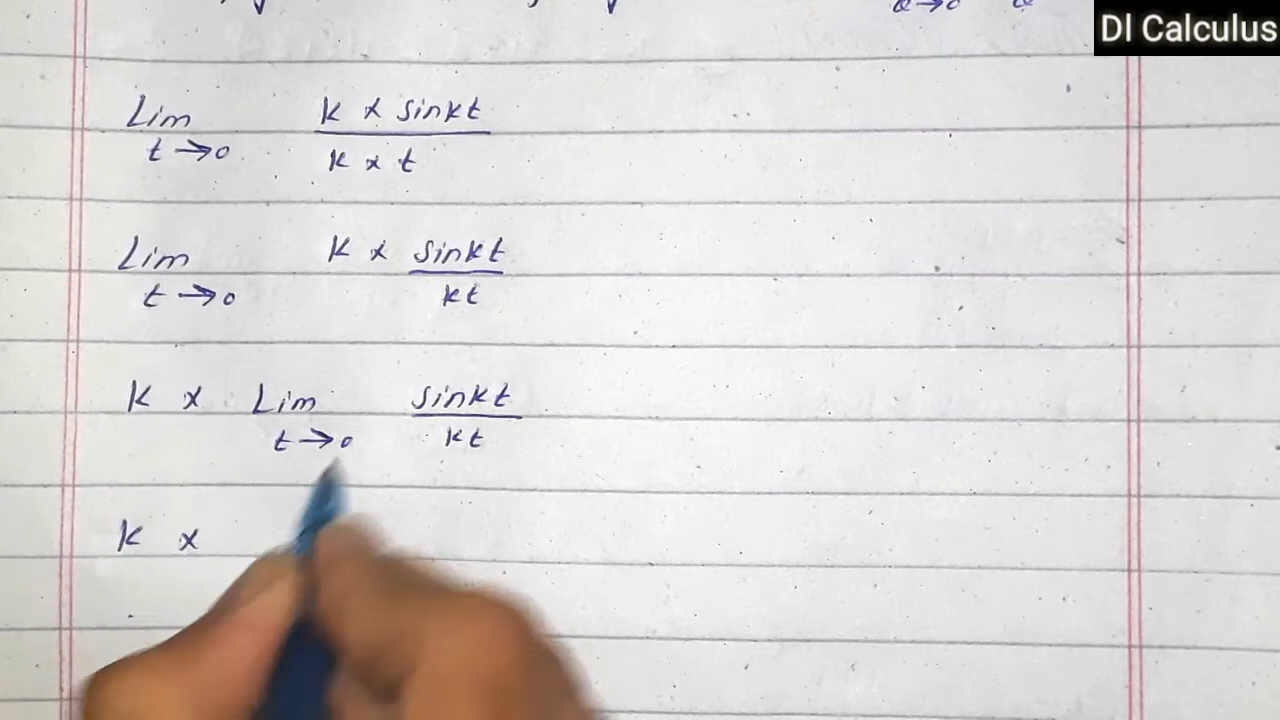 DI Calculus
Lim K × sinkt
t→0 K × t
Lim K × sinkt
t→0 kt
K × Lim sinkt
t→0 kt
K ×